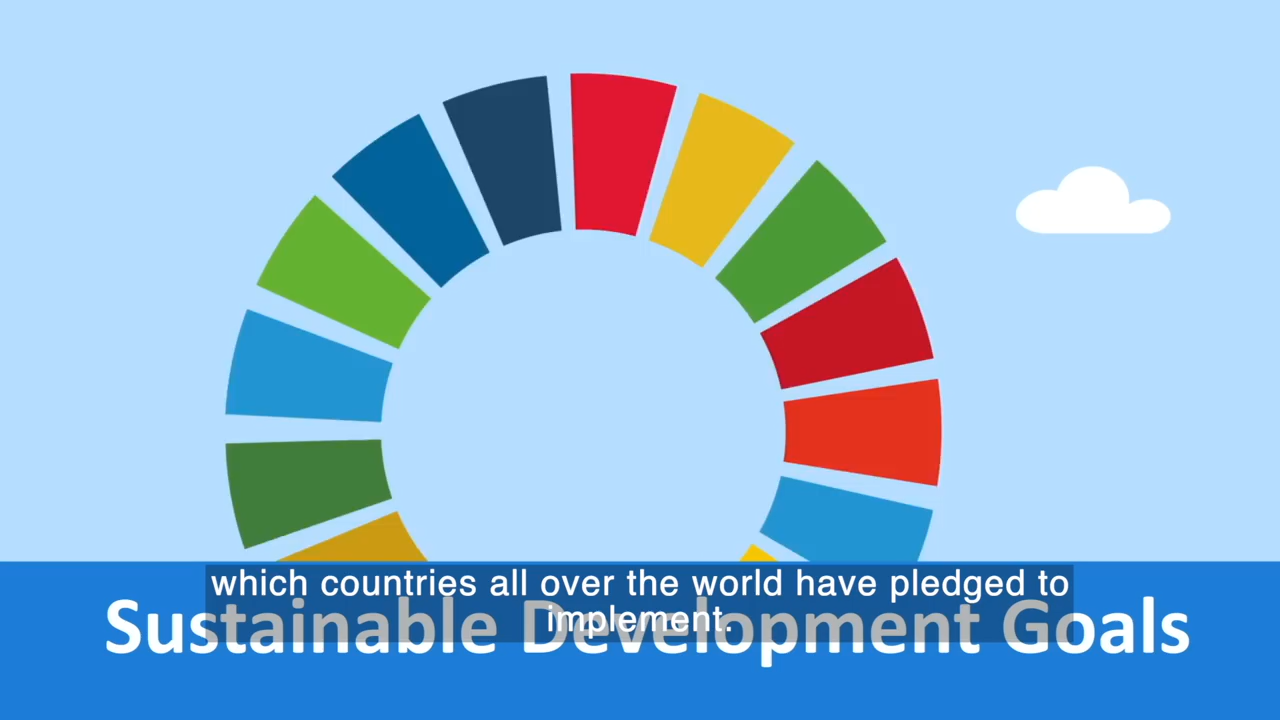 which countries all over the world have pledged to
implement.
Sustainable Development Goals